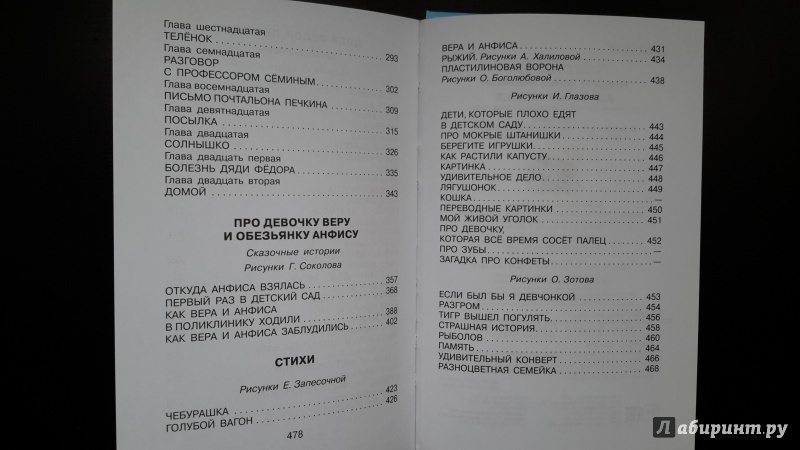 Глава шестнадцатая
ТЕЛЁНОК 293
Глава семнадцатая
РАЗГОВОР
С ПРОФЕССОРОМ СЁМИНЫМ 302
Глава восемнадцатая
ПИСЬМО ПОЧТАЛЬОНА ПЕЧКИНА 309
Глава девятнадцатая
ПОСЫЛКА 315
Глава двадцатая
СОЛНЫШКО 326
Глава двадцать первая
БОЛЕЗНЬ ДЯДИ ФЁДОРА 335
Глава двадцать вторая
ДОМОЙ 343
ПРО ДЕВОЧКУ ВЕРУ
И ОБЕЗЬЯНКУ АНФИСУ
Сказочные истории
Рисунки Г. Соколова
ОТКУДА АНФИСА ВЗЯЛАСЬ 357
ПЕРВЫЙ РАЗ В ДЕТСКИЙ САД 368
КАК ВЕРА И АНФИСА
В ПОЛИКЛИНИКУ ХОДИЛИ 388
КАК ВЕРА И АНФИСА ЗАБЛУДИЛИСЬ 402
СТИХИ
Рисунки Е. Запесочной
ЧЕБУРАШКА 423
ГОЛУБОЙ ВАГОН 426
478
ВЕРА И АНФИСА 431
РЫЖИЙ. Рисунки А. Халиловой 434
ПЛАСТИЛИНОВАЯ ВОРОНА
Рисунки О. Боголюбовой 438
Рисунки И. Глазова
ДЕТИ, КОТОРЫЕ ПЛОХО ЕДЯТ
В ДЕТСКОМ САДУ 443
ПРО МОКРЫЕ ШТАНИШКИ 444
БЕРЕГИТЕ ИГРУШКИ 445
КАК РАСТИЛИ КАПУСТУ 446
КАРТИНКА 447
УДИВИТЕЛЬНОЕ ДЕЛО 448
ЛЯГУШОНОК 449
КОШКА —
ПЕРЕВОДНЫЕ КАРТИНКИ 450
МОЙ ЖИВОЙ УГОЛОК 451
ПРО ДЕВОЧКУ,
КОТОРАЯ ВСЁ ВРЕМЯ СОСЁТ ПАЛЕЦ 452
ПРО ЗУБЫ —
ЗАГАДКА ПРО КОНФЕТЫ —
Рисунки О. Зотова
ЕСЛИ БЫЛ БЫ Я ДЕВЧОНКОЙ 453
РАЗГРОМ 454
ТИГР ВЫШЕЛ ПОГУЛЯТЬ 456
СТРАШНАЯ ИСТОРИЯ 458
РЫБОЛОВ 460
ПАМЯТЬ 464
УДИВИТЕЛЬНЫЙ КОНВЕРТ 466
РАЗНОЦВЕТНАЯ СЕМЕЙКА 468
Лабиринт.ру